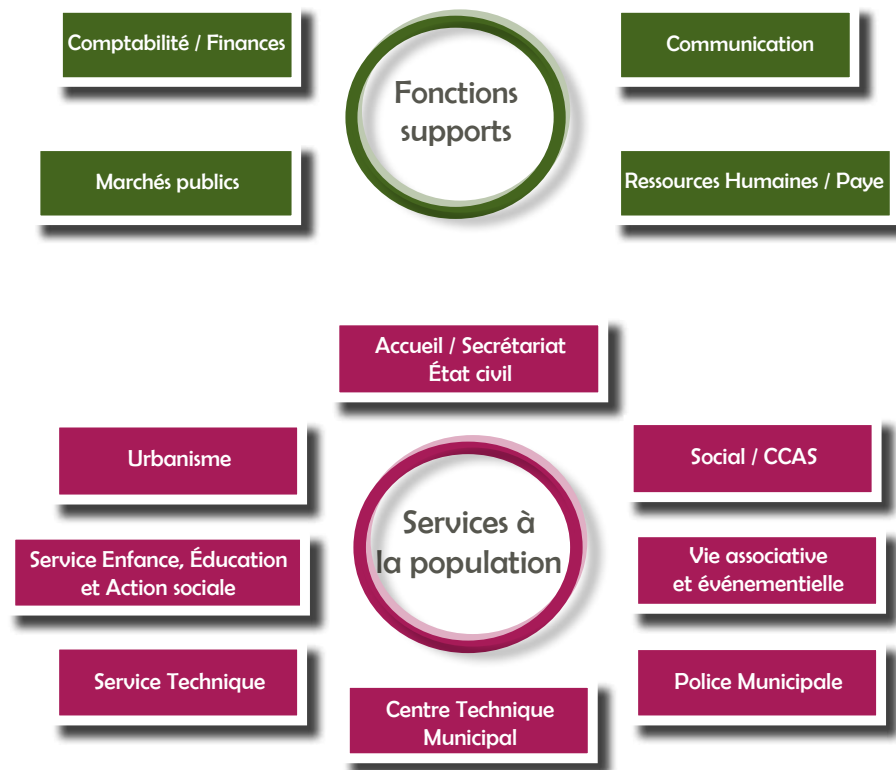 Comptabilité / Finances
Communication
Fonctions
supports
Marchés publics
Ressources Humaines / Paye
Accueil / Secrétariat
État civil
Urbanisme
Social / CCAS
Services à
la population
Service Enfance, Éducation
et Action sociale
Vie associative
et événementielle
Service Technique
Police Municipale
Centre Technique
Municipal